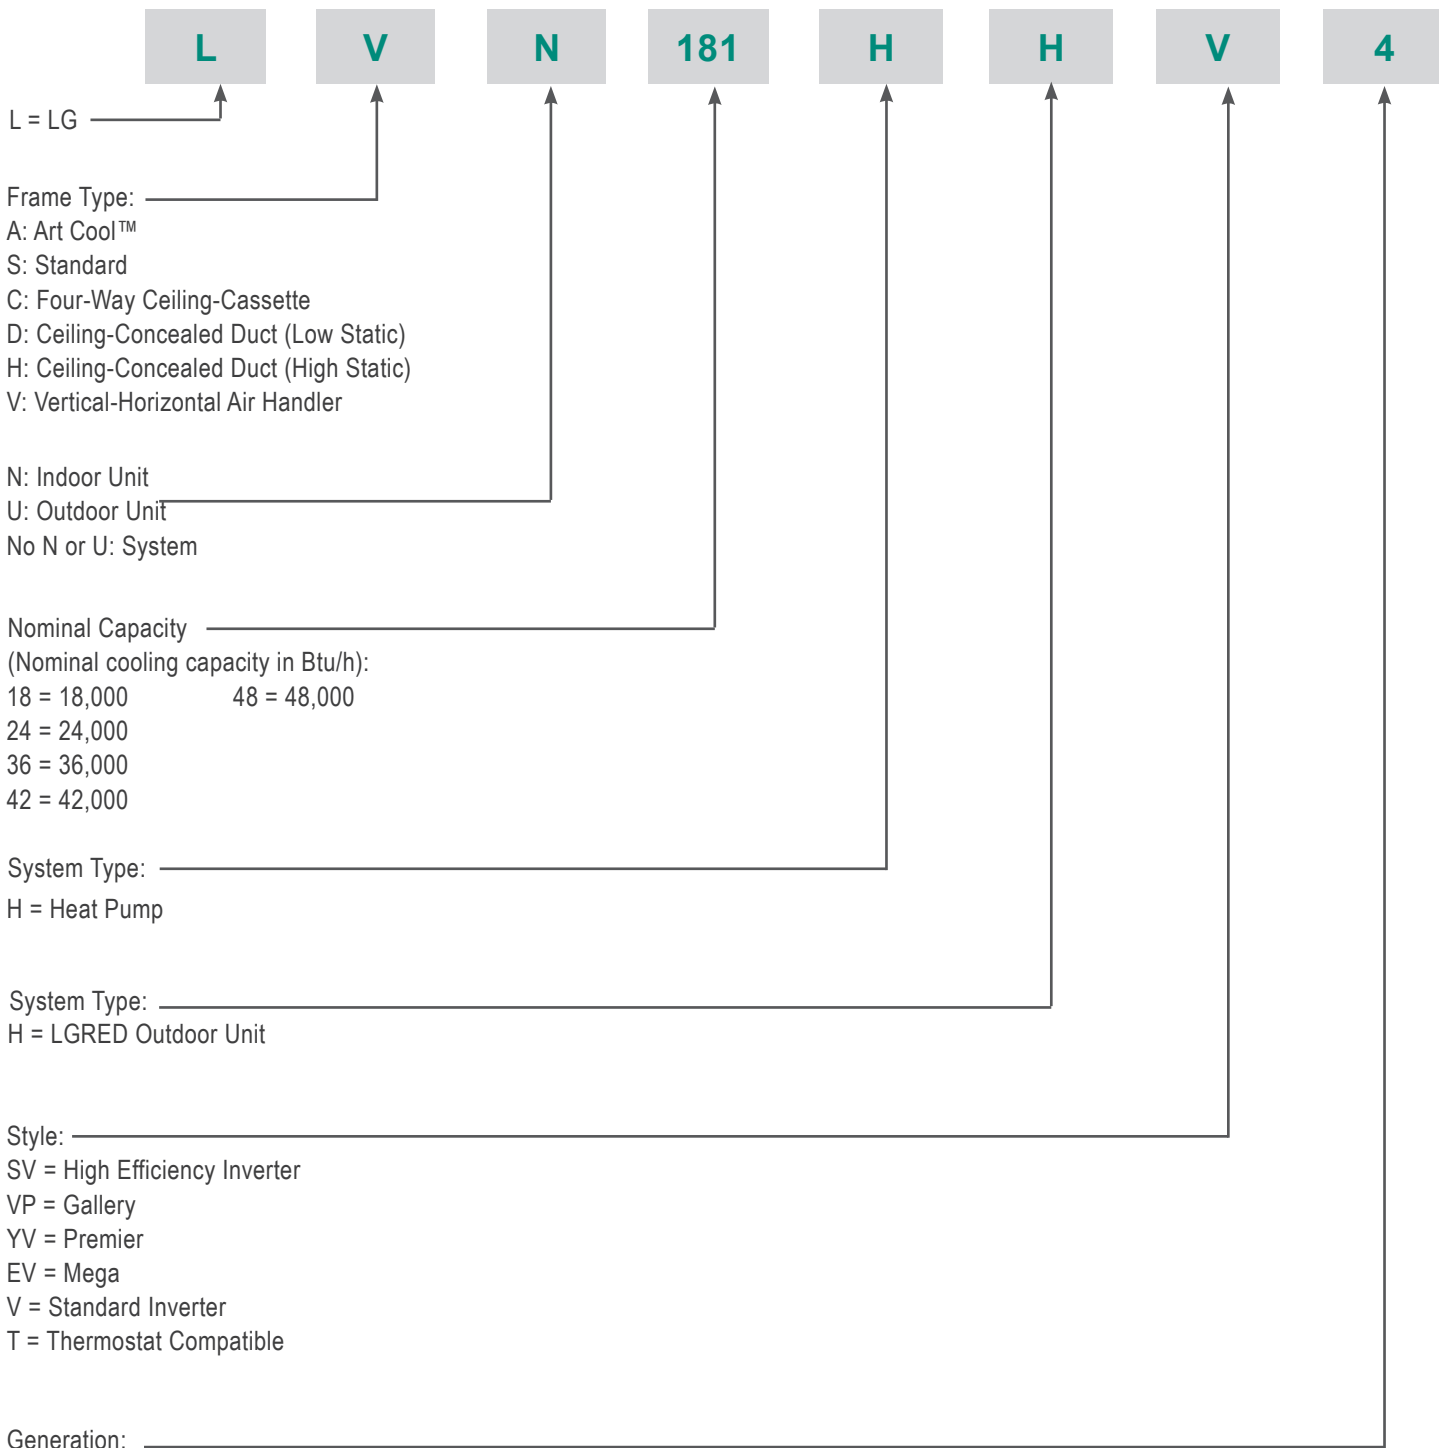 L V N 181 H H V 4
L = LG
Frame Type:
A: Art Cool™
S: Standard
C: Four-Way Ceiling-Cassette
D: Ceiling-Concealed Duct (Low Static)
H: Ceiling-Concealed Duct (High Static)
V: Vertical-Horizontal Air Handler
N: Indoor Unit
U: Outdoor Unit
No N or U: System
Nominal Capacity
(Nominal cooling capacity in Btu/h):
18 = 18,000 48 = 48,000
24 = 24,000
36 = 36,000
42 = 42,000
System Type:
H = Heat Pump
System Type:
H = LGRED Outdoor Unit
Style:
SV = High Efficiency Inverter
VP = Gallery
YV = Premier
EV = Mega
V = Standard Inverter
T = Thermostat Compatible
Generation: